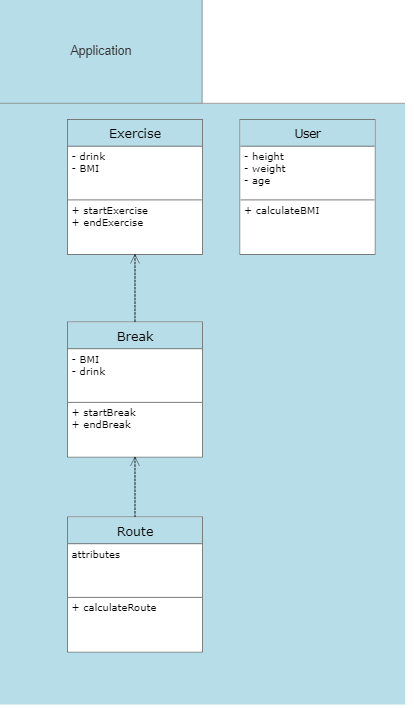 Application
Exercise
- drink
- BMI
+ startExercise
+ endExercise
User
- height
- weight
- age
+ calculateBMI
Break
- BMI
- drink
+ startBreak
+ endBreak
Route
attributes
+ calculateRoute